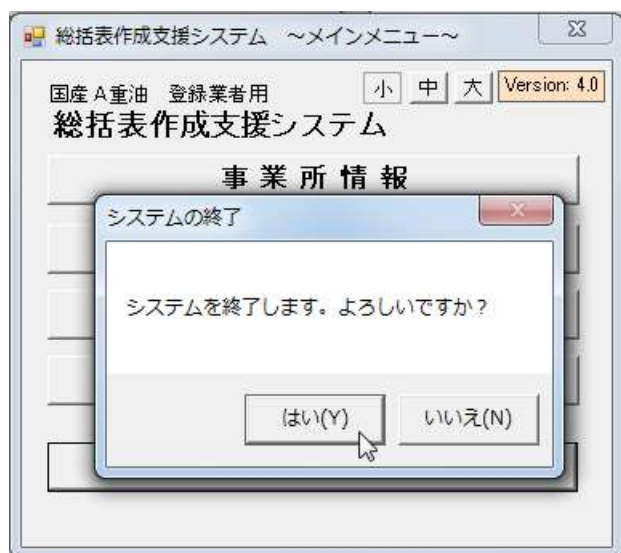 総括表作成支援システム ～メインメニュー～
国産A重油 登録業者用
小 中 大 Version: 4.0
総括表作成支援システム
事業所情報
システムの終了
システムを終了します。よろしいですか？
はい(Y) いいえ(N)